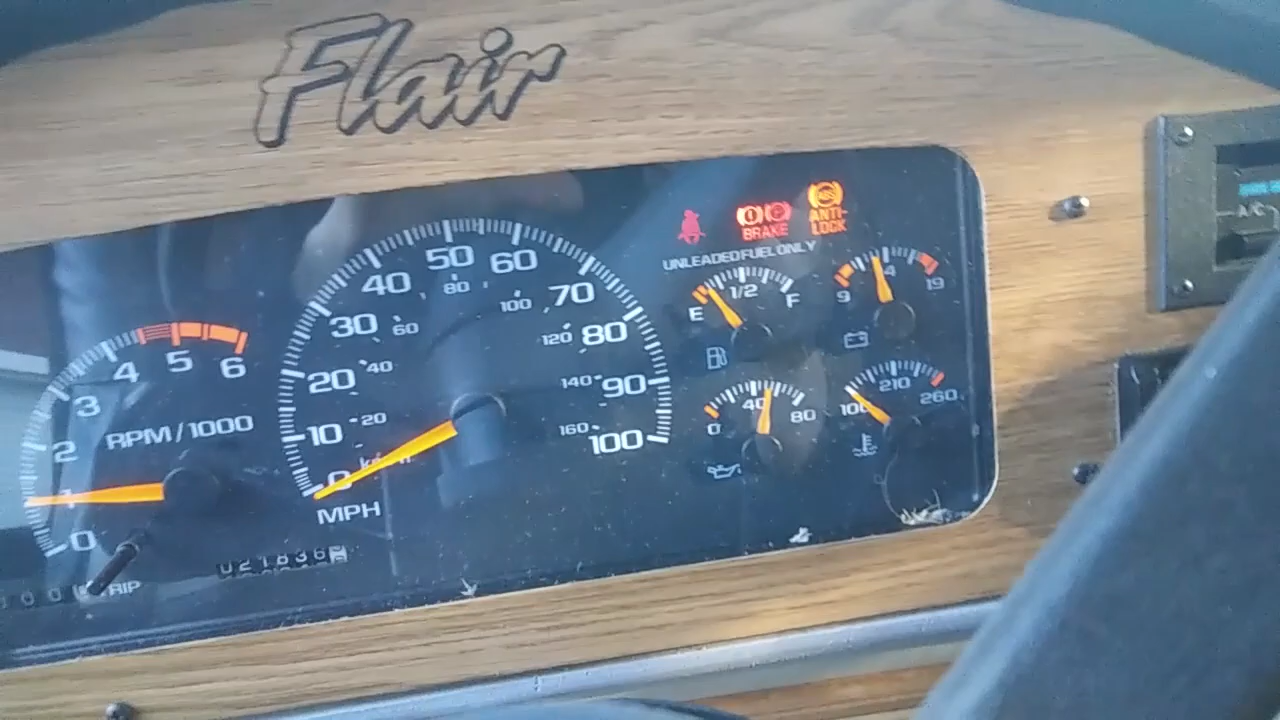 Flair
BRAKE
ANTI-
LOCK
UNLEADED FUEL ONLY
E 1/2 F
9 19
0 40 80
100 210 260
0 1 2 3 4 5 6
RPM/1000
0 10 20 30 40 50 60 70 80 90 100
20 40 60 80 100 120 140 160
MPH
A/C